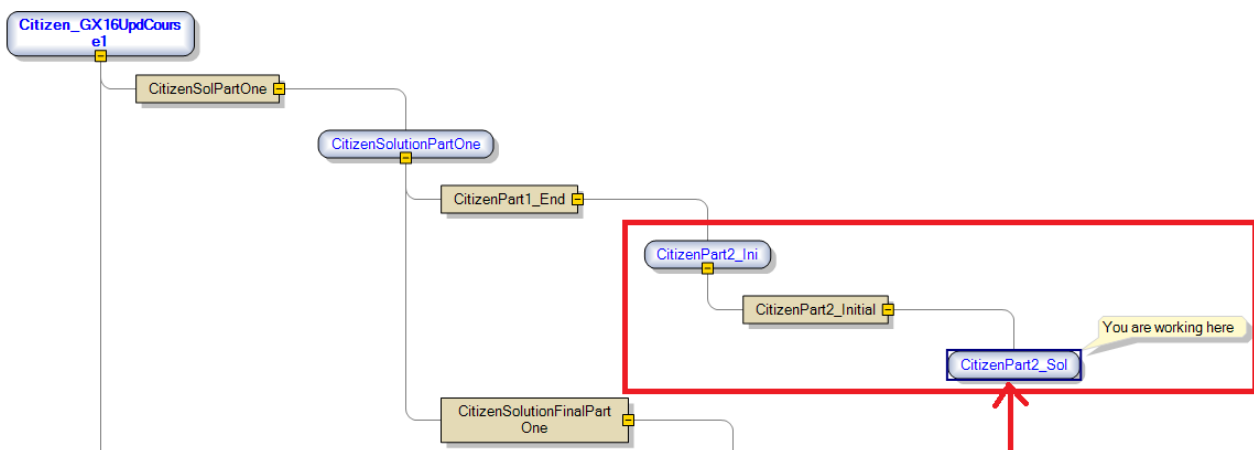 Citizen_GX16UpdCours
e1
CitizenSolPartOne
CitizenSolutionPartOne
CitizenPart1_End
CitizenPart2_Ini
CitizenPart2_Initial
You are working here
CitizenPart2_Sol
CitizenSolutionFinalPart
One